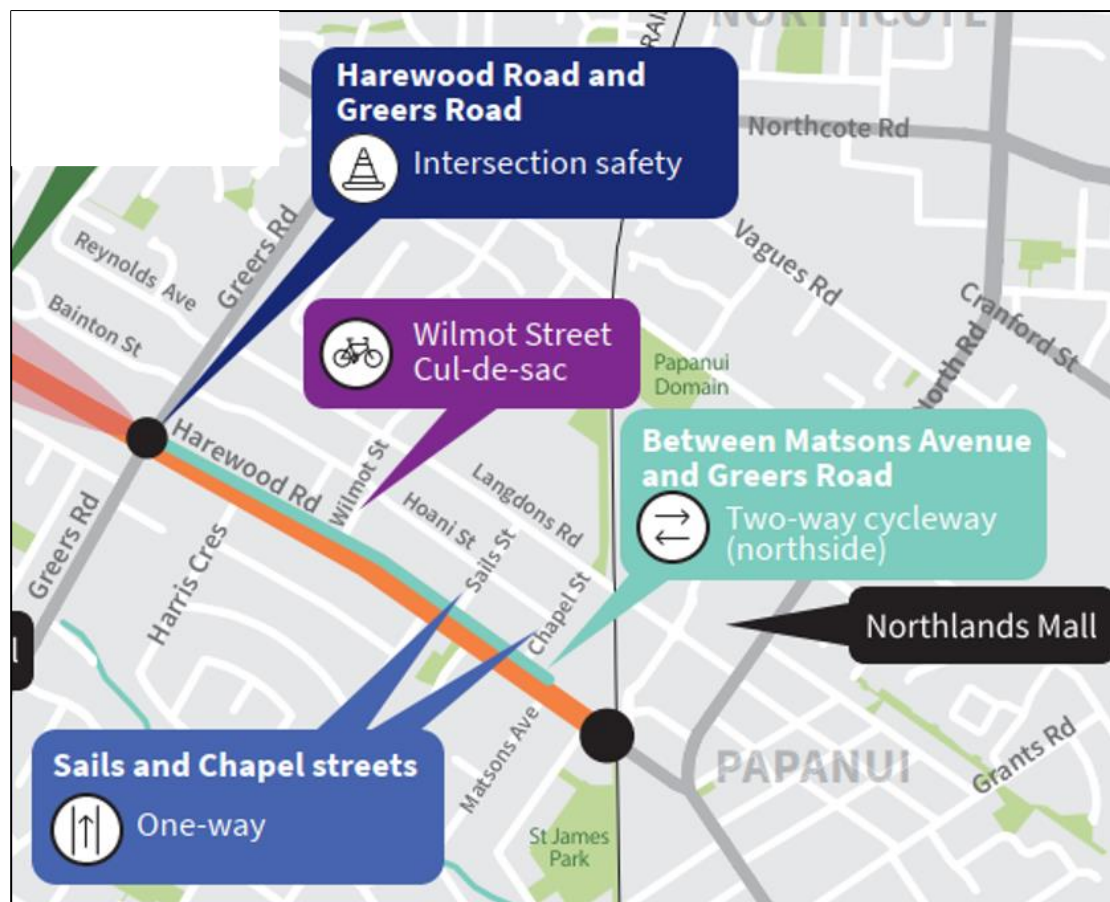 NORTHCOTE
Harewood Road and
Greers Road
Intersection safety
Northcote Rd
Vagues Rd
Cranford St
Reynolds Ave
Greers Rd
Bainton St
Wilmot Street
Cul-de-sac
Papanui
Domain
North Rd
Between Matsons Avenue
and Greers Road
Two-way cycleway
(northside)
Harewood Rd
Wilmot St
Hoani St
Langdons Rd
Sails St
Chapel St
Greers Rd
Harris Cres
Northlands Mall
Matsons Ave
PAPANUI
Grants Rd
Sails and Chapel streets
One-way
St James
Park